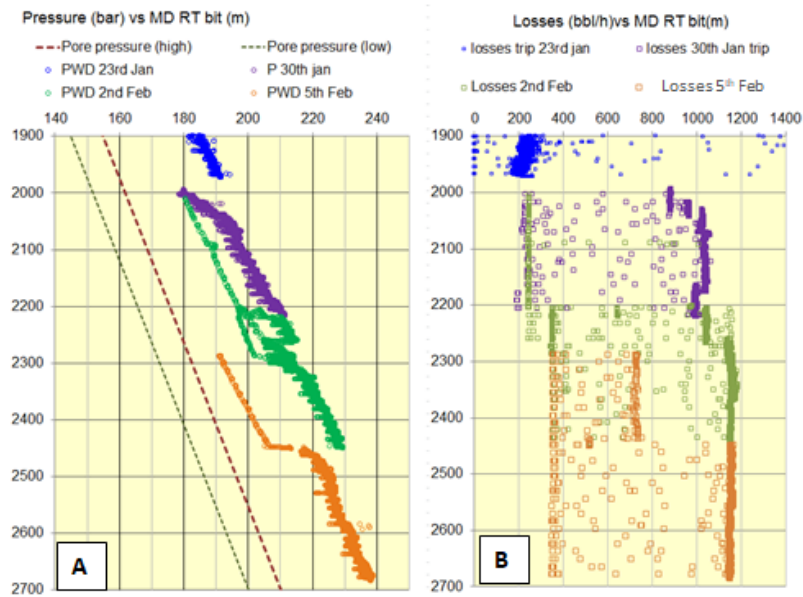 Pressure (bar) vs MD RT bit (m)
Pore pressure (high)
Pore pressure (low)
PWD 23rd Jan
P 30th jan
PWD 2nd Feb
PWD 5th Feb
140 160 180 200 220 240
1900
2000
2100
2200
2300
2400
2500
2600
2700
A
Losses (bbl/h)vs MD RT bit(m)
losses trip 23rd jan
losses 30th Jan trip
Losses 2nd Feb
Losses 5th Feb
0 200 400 600 800 1000 1200 1400
1900
2000
2100
2200
2300
2400
2500
2600
2700
B